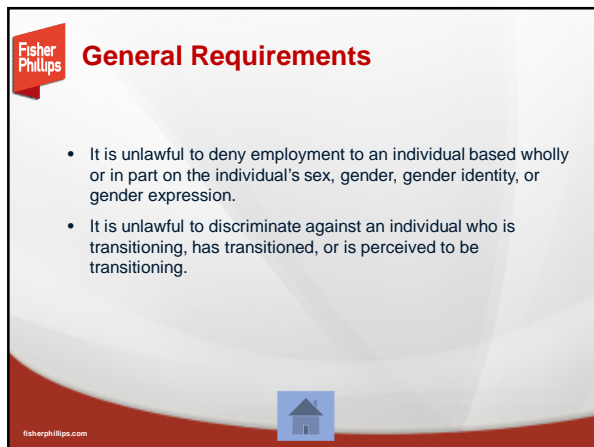 Fisher
Phillips
General Requirements
• It is unlawful to deny employment to an individual based wholly
or in part on the individual's sex, gender, gender identity, or
gender expression.
• It is unlawful to discriminate against an individual who is
transitioning, has transitioned, or is perceived to be
transitioning.
fisherphillips.com